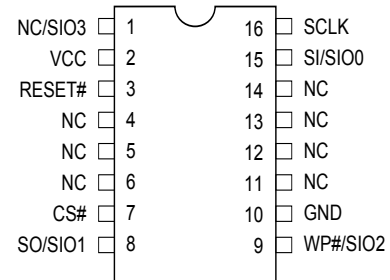 NC/SIO3 1 16 SCLK
VCC 2 15 SI/SIO0
RESET# 3 14 NC
NC 4 13 NC
NC 5 12 NC
NC 6 11 NC
CS# 7 10 GND
SO/SIO1 8 9 WP#/SIO2